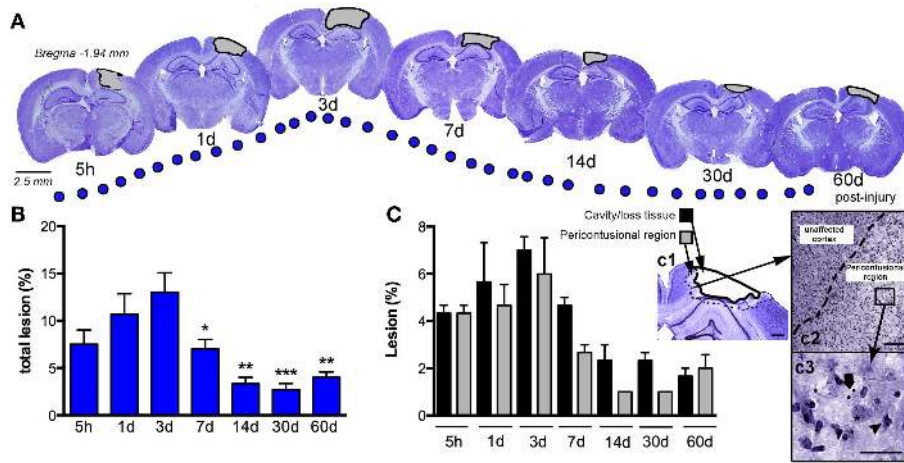 A
Bregma -1.94 mm
5h
1d
3d
7d
14d
30d
60d
post-injury
2.5 mm
B
total lesion (%)
20
15
10
5
0
*
**
***
**
5h 1d 3d 7d 14d 30d 60d
C
Cavity/loss tissue
Pericontusional region
Lesion (%)
8
6
4
2
0
5h 1d 3d 7d 14d 30d 60d
c1
unaffected
cortex
Pericontusional
region
c2
c3